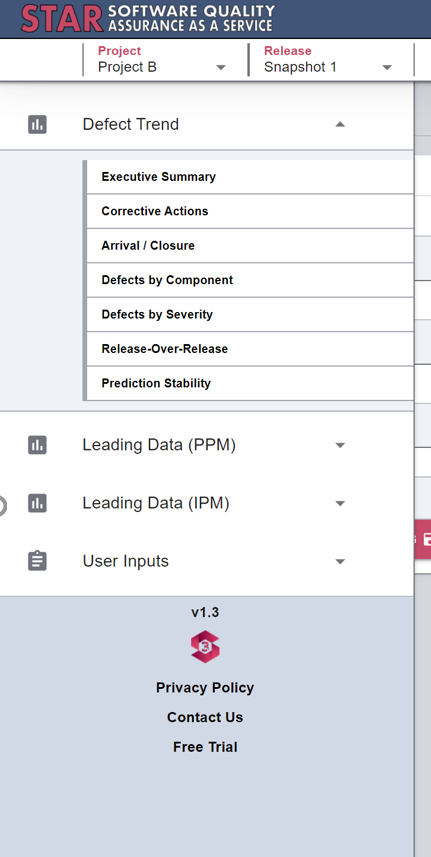 STAR SOFTWARE QUALITY
ASSURANCE AS A SERVICE
Project
Project B
Release
Snapshot 1
Defect Trend
Executive Summary
Corrective Actions
Arrival / Closure
Defects by Component
Defects by Severity
Release-Over-Release
Prediction Stability
Leading Data (PPM)
Leading Data (IPM)
User Inputs
v1.3
3
Privacy Policy
Contact Us
Free Trial